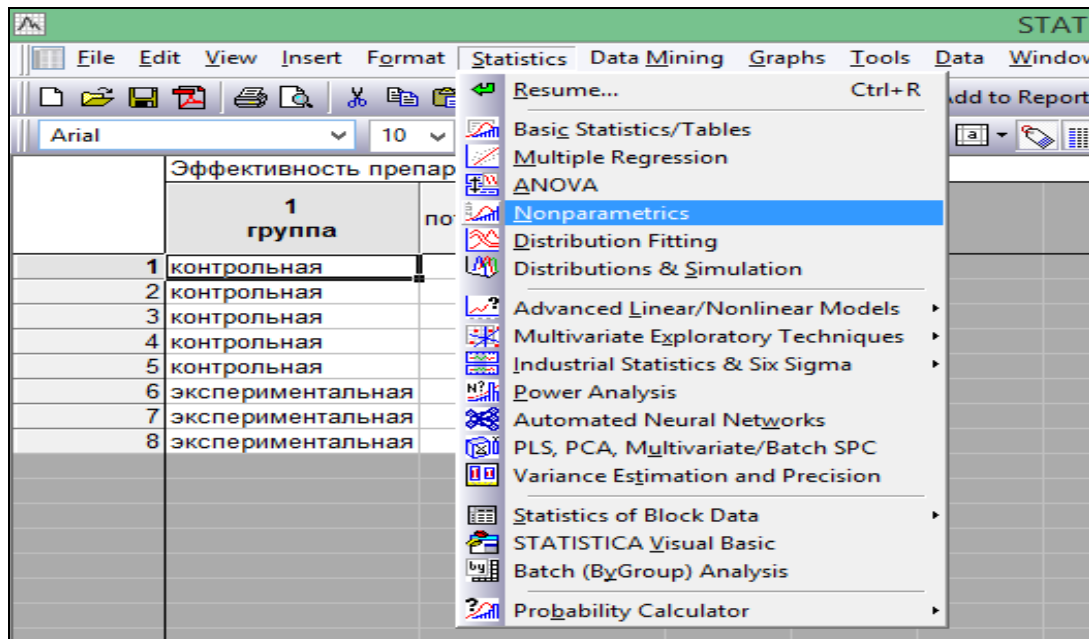 STAT
File Edit View Insert Format Statistics Data Mining Graphs Tools Data Window
Resume... Ctrl+R
Add to Report
Arial 10
Basic Statistics/Tables
Multiple Regression
ANOVA
Nonparametrics
Distribution Fitting
Distributions & Simulation
Advanced Linear/Nonlinear Models
Multivariate Exploratory Techniques
Industrial Statistics & Six Sigma
Power Analysis
Automated Neural Networks
PLS, PCA, Multivariate/Batch SPC
Variance Estimation and Precision
Statistics of Block Data
STATISTICA Visual Basic
Batch (ByGroup) Analysis
Probability Calculator
Эффективность препар
1
группа
по
1 контрольная
2 контрольная
3 контрольная
4 контрольная
5 контрольная
6 экспериментальная
7 экспериментальная
8 экспериментальная